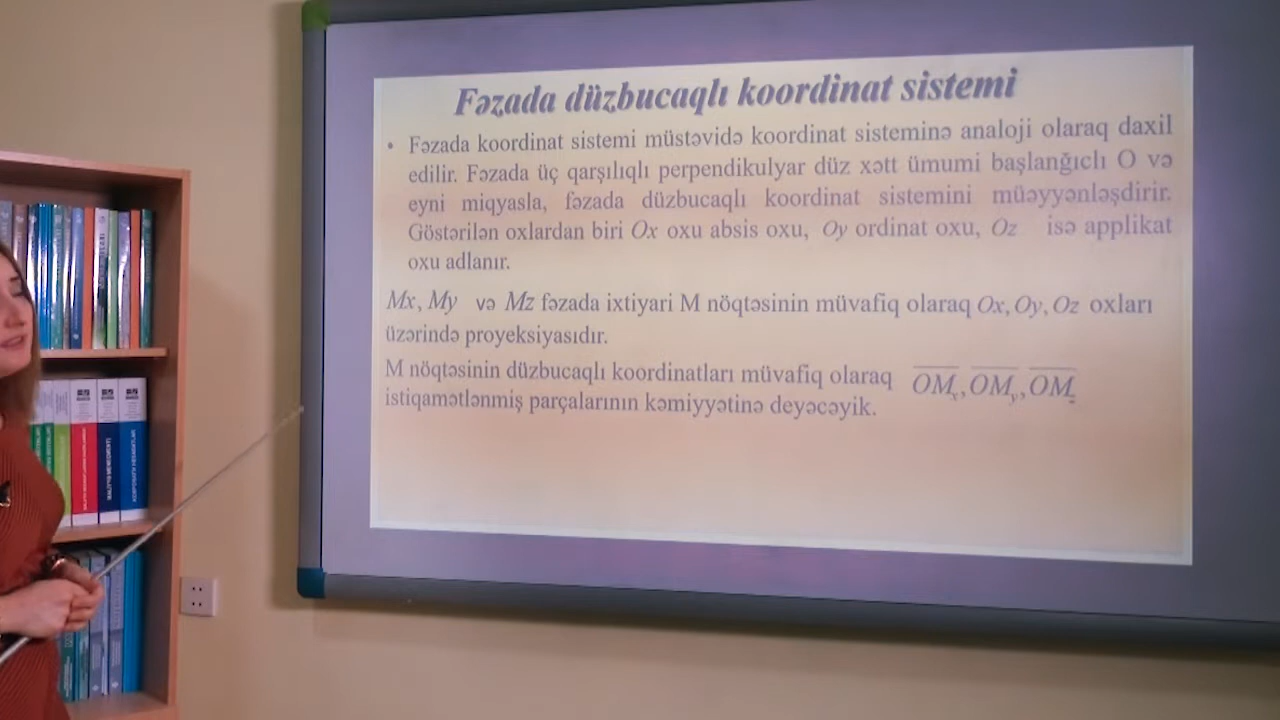 Fəzada düzbucaqlı koordinat sistemi
• Fəzada koordinat sistemi müstəvidə koordinat sisteminə analoji olaraq daxil
edilir. Fəzada üç qarşılıqlı perpendikulyar düz xətt ümumi başlanğıclı O və
eyni miqyasla, fəzada düzbucaqlı koordinat sistemini müəyyənləşdirir.
Göstərilən oxlardan biri Ox oxu absis oxu, Oy ordinat oxu, Oz isə applikat
oxu adlanır.
Mx, My və Mz fəzada ixtiyari M nöqtəsinin müvafiq olaraq Ox, Oy, Oz oxları
üzərində proyeksiyasıdır.
M nöqtəsinin düzbucaqlı koordinatları müvafiq olaraq OMx, OMy, OMz
istiqamətlənmiş parçalarının kəmiyyətinə deyəcəyik.